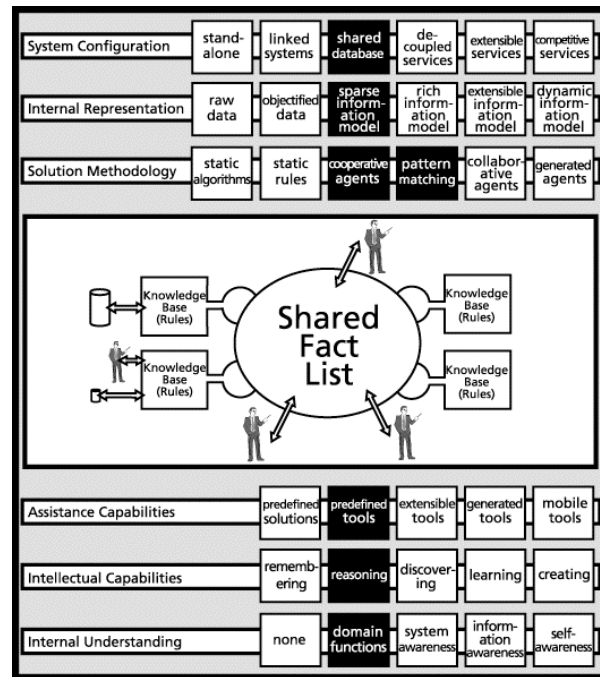 System Configuration
stand-
alone
linked
systems
shared
database
de-
coupled
services
extensible
services
competitive
services
Internal Representation
raw
data
objectified
data
sparse
inform-
ation
model
rich
inform-
ation
model
extensible
inform-
ation
model
dynamic
inform-
ation
model
Solution Methodology
static
algorithms
static
rules
cooperative
agents
pattern
matching
collabor-
ative
agents
generated
agents
Knowledge
Base
(Rules)
Knowledge
Base
(Rules)
Shared
Fact
List
Knowledge
Base
(Rules)
Knowledge
Base
(Rules)
Assistance Capabilities
predefined
solutions
predefined
tools
extensible
tools
generated
tools
mobile
tools
Intellectual Capabilities
rememb-
ering
reasoning
discover-
ing
learning
creating
Internal Understanding
none
domain
functions
system
awareness
inform-
ation
awareness
self-
awareness